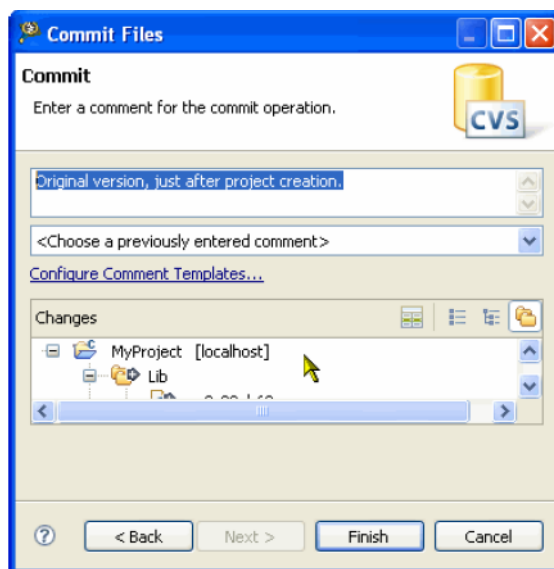 Commit Files
Commit
Enter a comment for the commit operation.
CVS
Original version, just after project creation.
<Choose a previously entered comment>
Configure Comment Templates...
Changes
MyProject [localhost]
Lib
< Back
Next >
Finish
Cancel